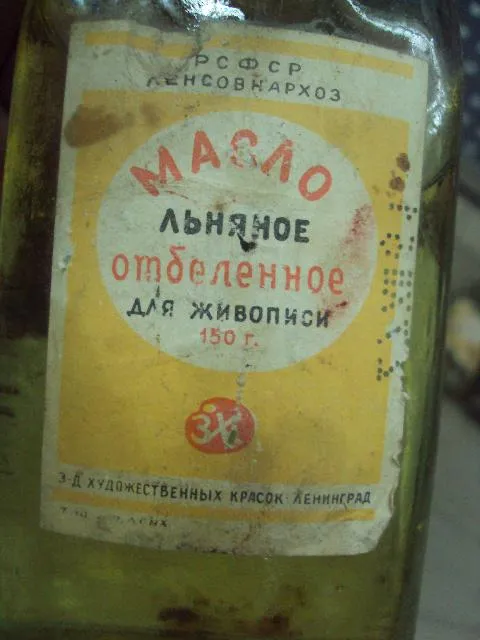 РСФСР
ЛЕНСОВНАРХОЗ
МАСЛО
ЛЬНЯНОЕ
отбеленное
ДЛЯ ЖИВОПИСИ
150 г.
ЗХК
З-Д ХУДОЖЕСТВЕННЫХ КРАСОК ЛЕНИНГРАД